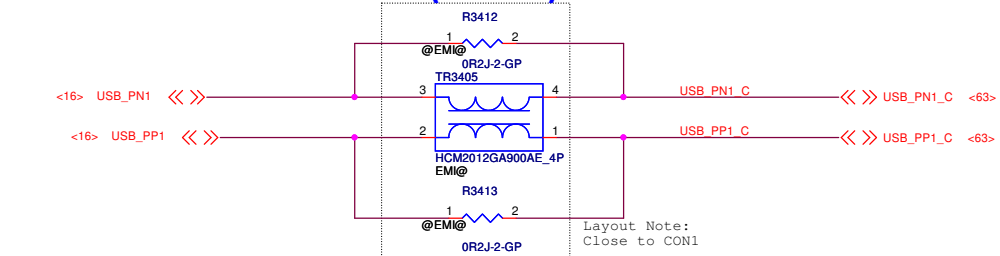 R3412
1 2
@EMI@
0R2J-2-GP
TR3405
<16> USB_PN1 3 4 USB_PN1_C USB_PN1_C <63>
<16> USB_PP1 2 1 USB_PP1_C USB_PP1_C <63>
HCM2012GA900AE_4P
EMI@
R3413
1 2
@EMI@
Layout Note:
Close to CON1
0R2J-2-GP